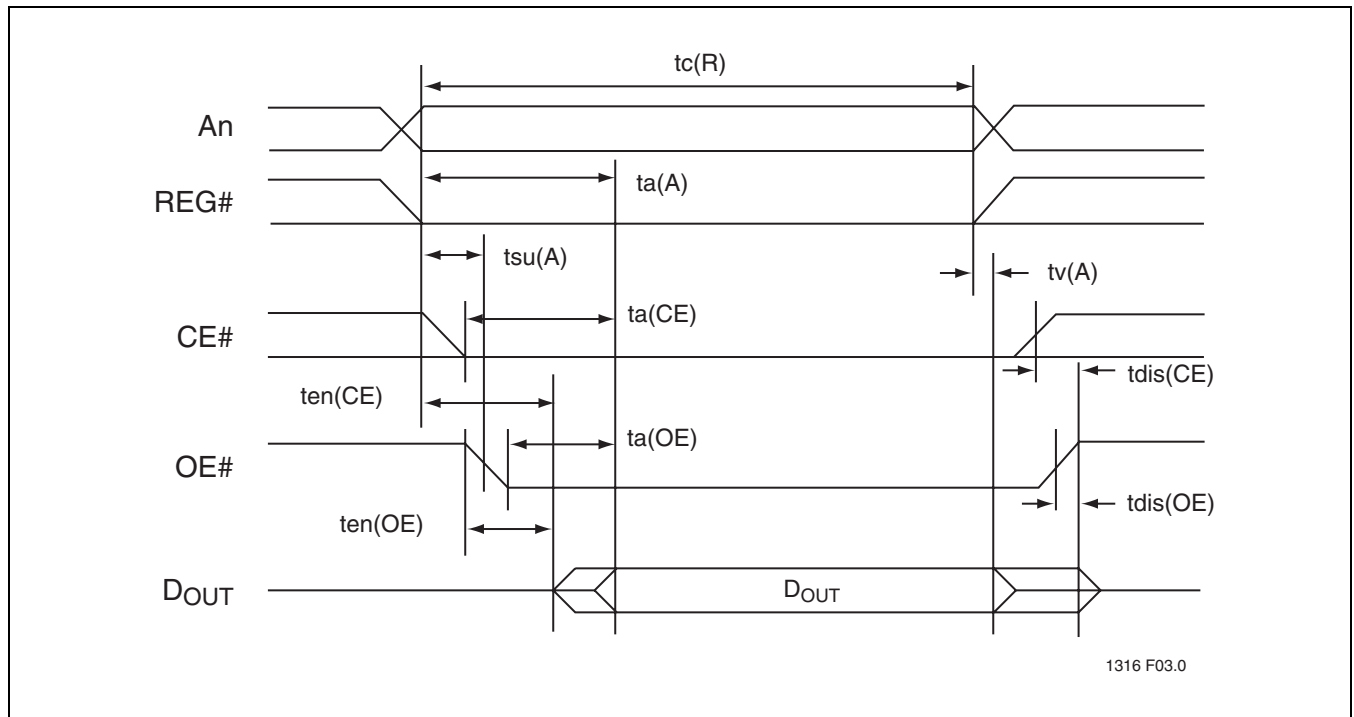 tc(R)
An
ta(A)
REG#
tsu(A)
tv(A)
ta(CE)
CE#
tdis(CE)
ten(CE)
ta(OE)
OE#
tdis(OE)
ten(OE)
DOUT
DOUT
1316 F03.0